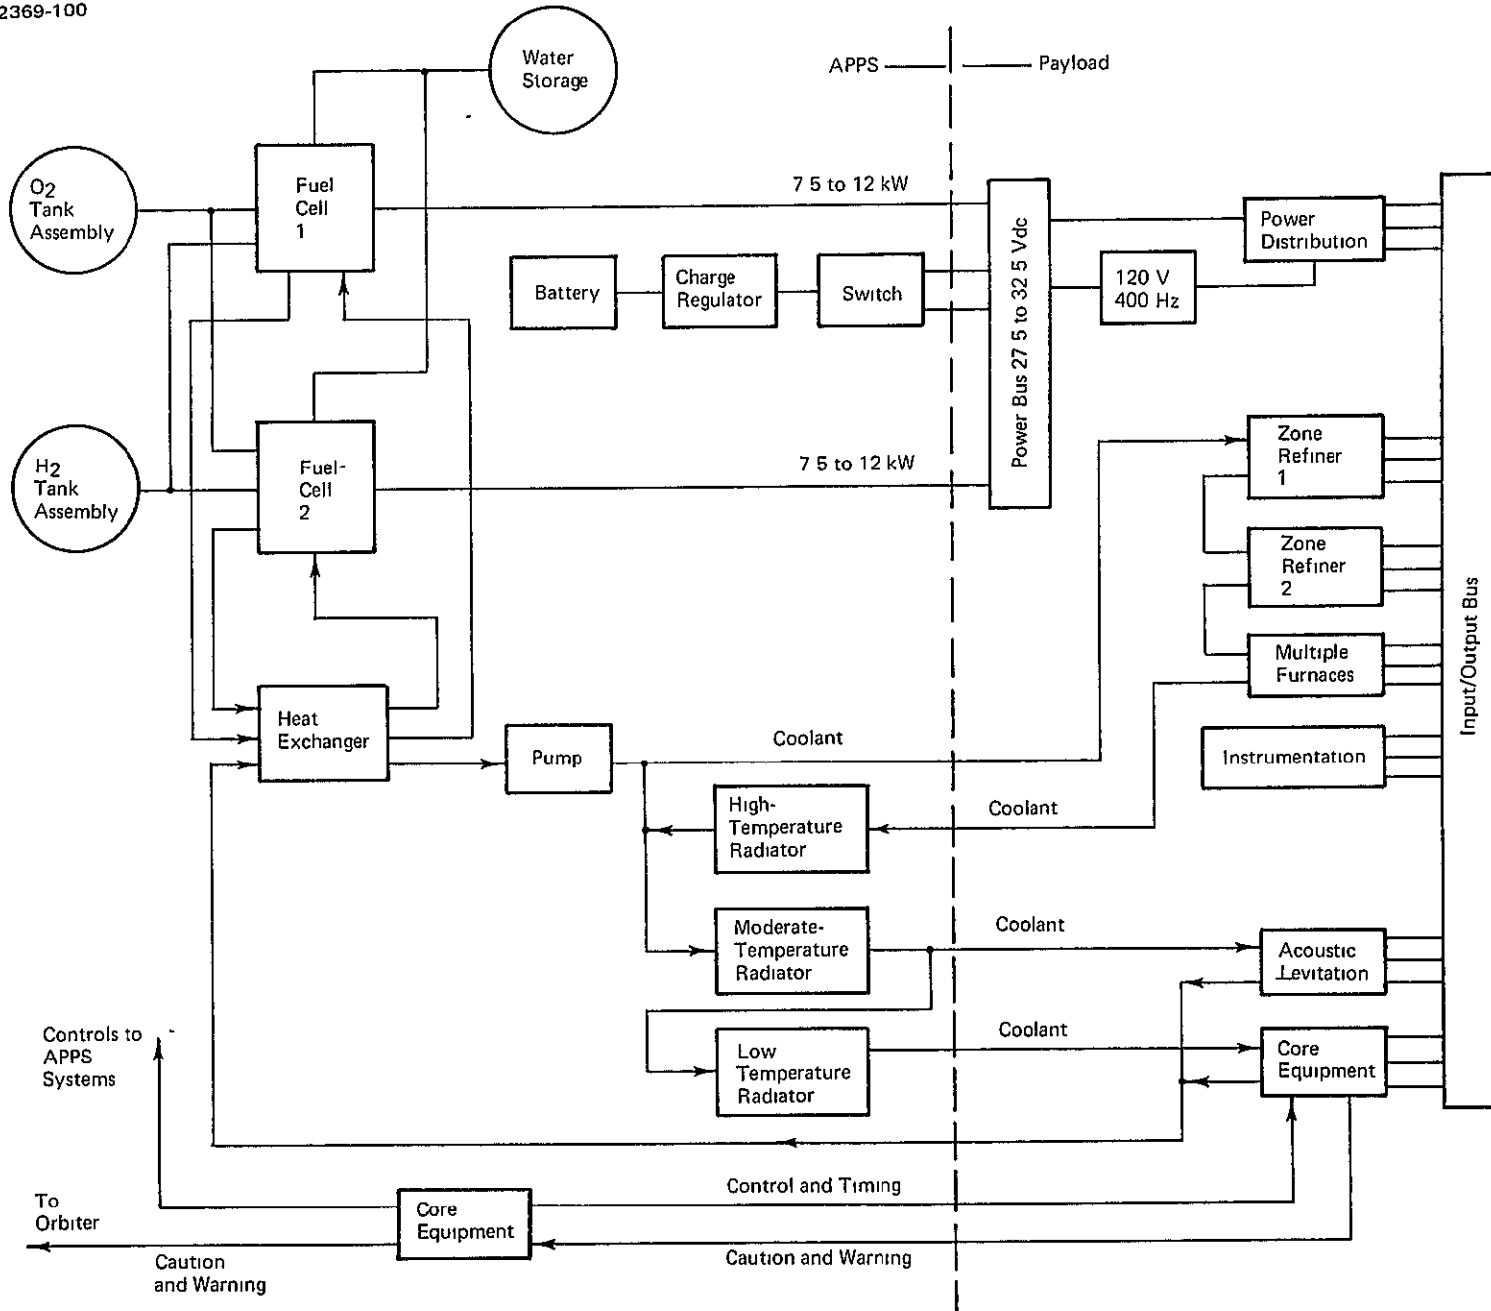 2369-100
Water
Storage
APPS
Payload
O2
Tank
Assembly
Fuel
Cell
1
7 5 to 12 kW
Power
Distribution
Battery
Charge
Regulator
Switch
Power Bus 27 5 to 32 5 Vdc
120 V
400 Hz
H2
Tank
Assembly
Fuel-
Cell
2
7 5 to 12 kW
Zone
Refiner
1
Zone
Refiner
2
Input/Output Bus
Multiple
Furnaces
Heat
Exchanger
Pump
Coolant
Instrumentation
High-
Temperature
Radiator
Coolant
Moderate-
Temperature
Radiator
Coolant
Acoustic
Levitation
Controls to
APPS
Systems
Low
Temperature
Radiator
Coolant
Core
Equipment
To
Orbiter
Core
Equipment
Control and Timing
Caution
and Warning
Caution and Warning